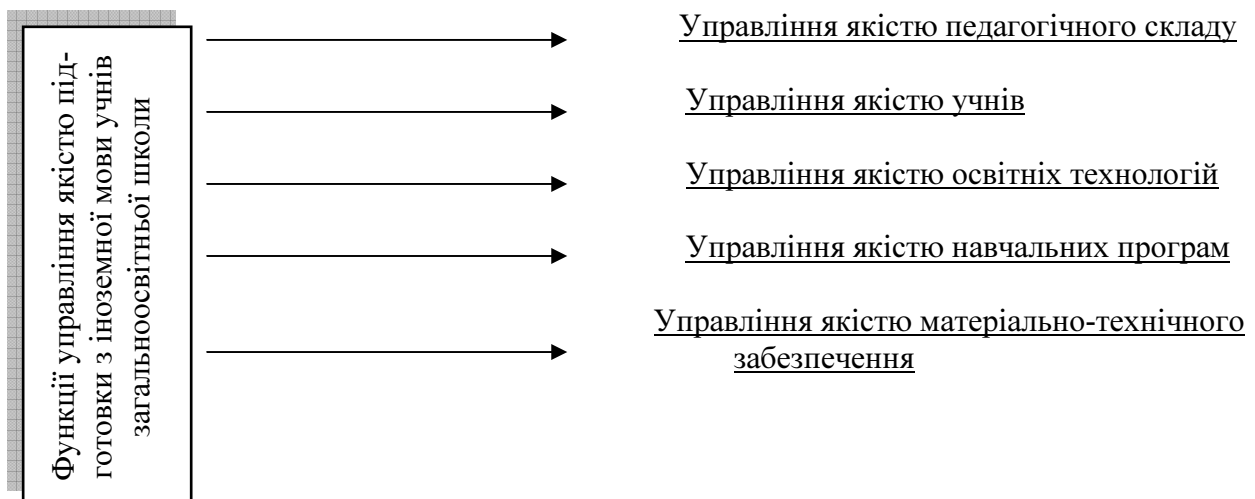 Функції управління якістю під-
готовки з іноземної мови учнів
загальноосвітньої школи
Управління якістю педагогічного складу
Управління якістю учнів
Управління якістю освітніх технологій
Управління якістю навчальних програм
Управління якістю матеріально-технічного
забезпечення